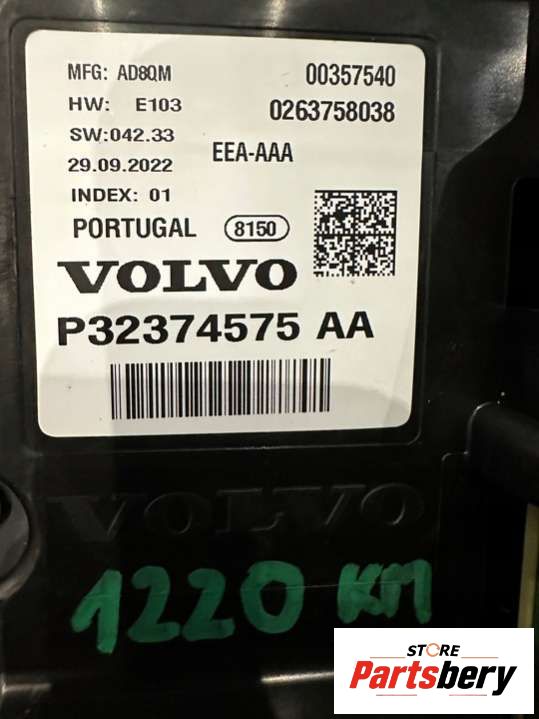 MFG: AD8QM 00357540
HW: E103 0263758038
SW:042.33
29.09.2022 EEA-AAA
INDEX: 01
PORTUGAL 8150
VOLVO
P32374575 AA
VOLVO
1220 KM
STORE
Partsbery